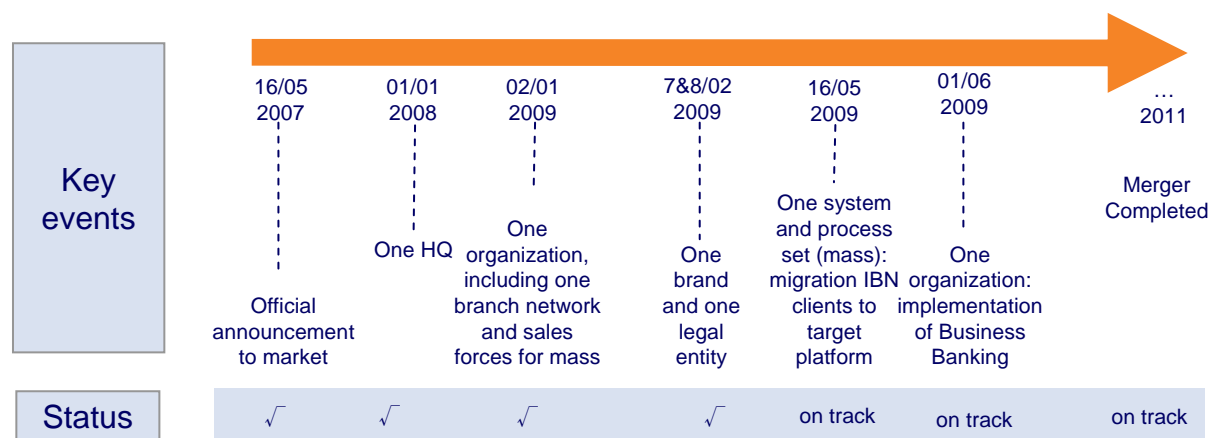 Key
events
16/05
2007
Official
announcement
to market
01/01
2008
One HQ
02/01
2009
One
organization,
including one
branch network
and sales
forces for mass
7&8/02
2009
One
brand
and one
legal
entity
16/05
2009
One system
and process
set (mass):
migration IBN
clients to
target
platform
01/06
2009
One
organization:
implementation
of Business
Banking
...
2011
Merger
Completed
Status
√
√
√
√
on track
on track
on track